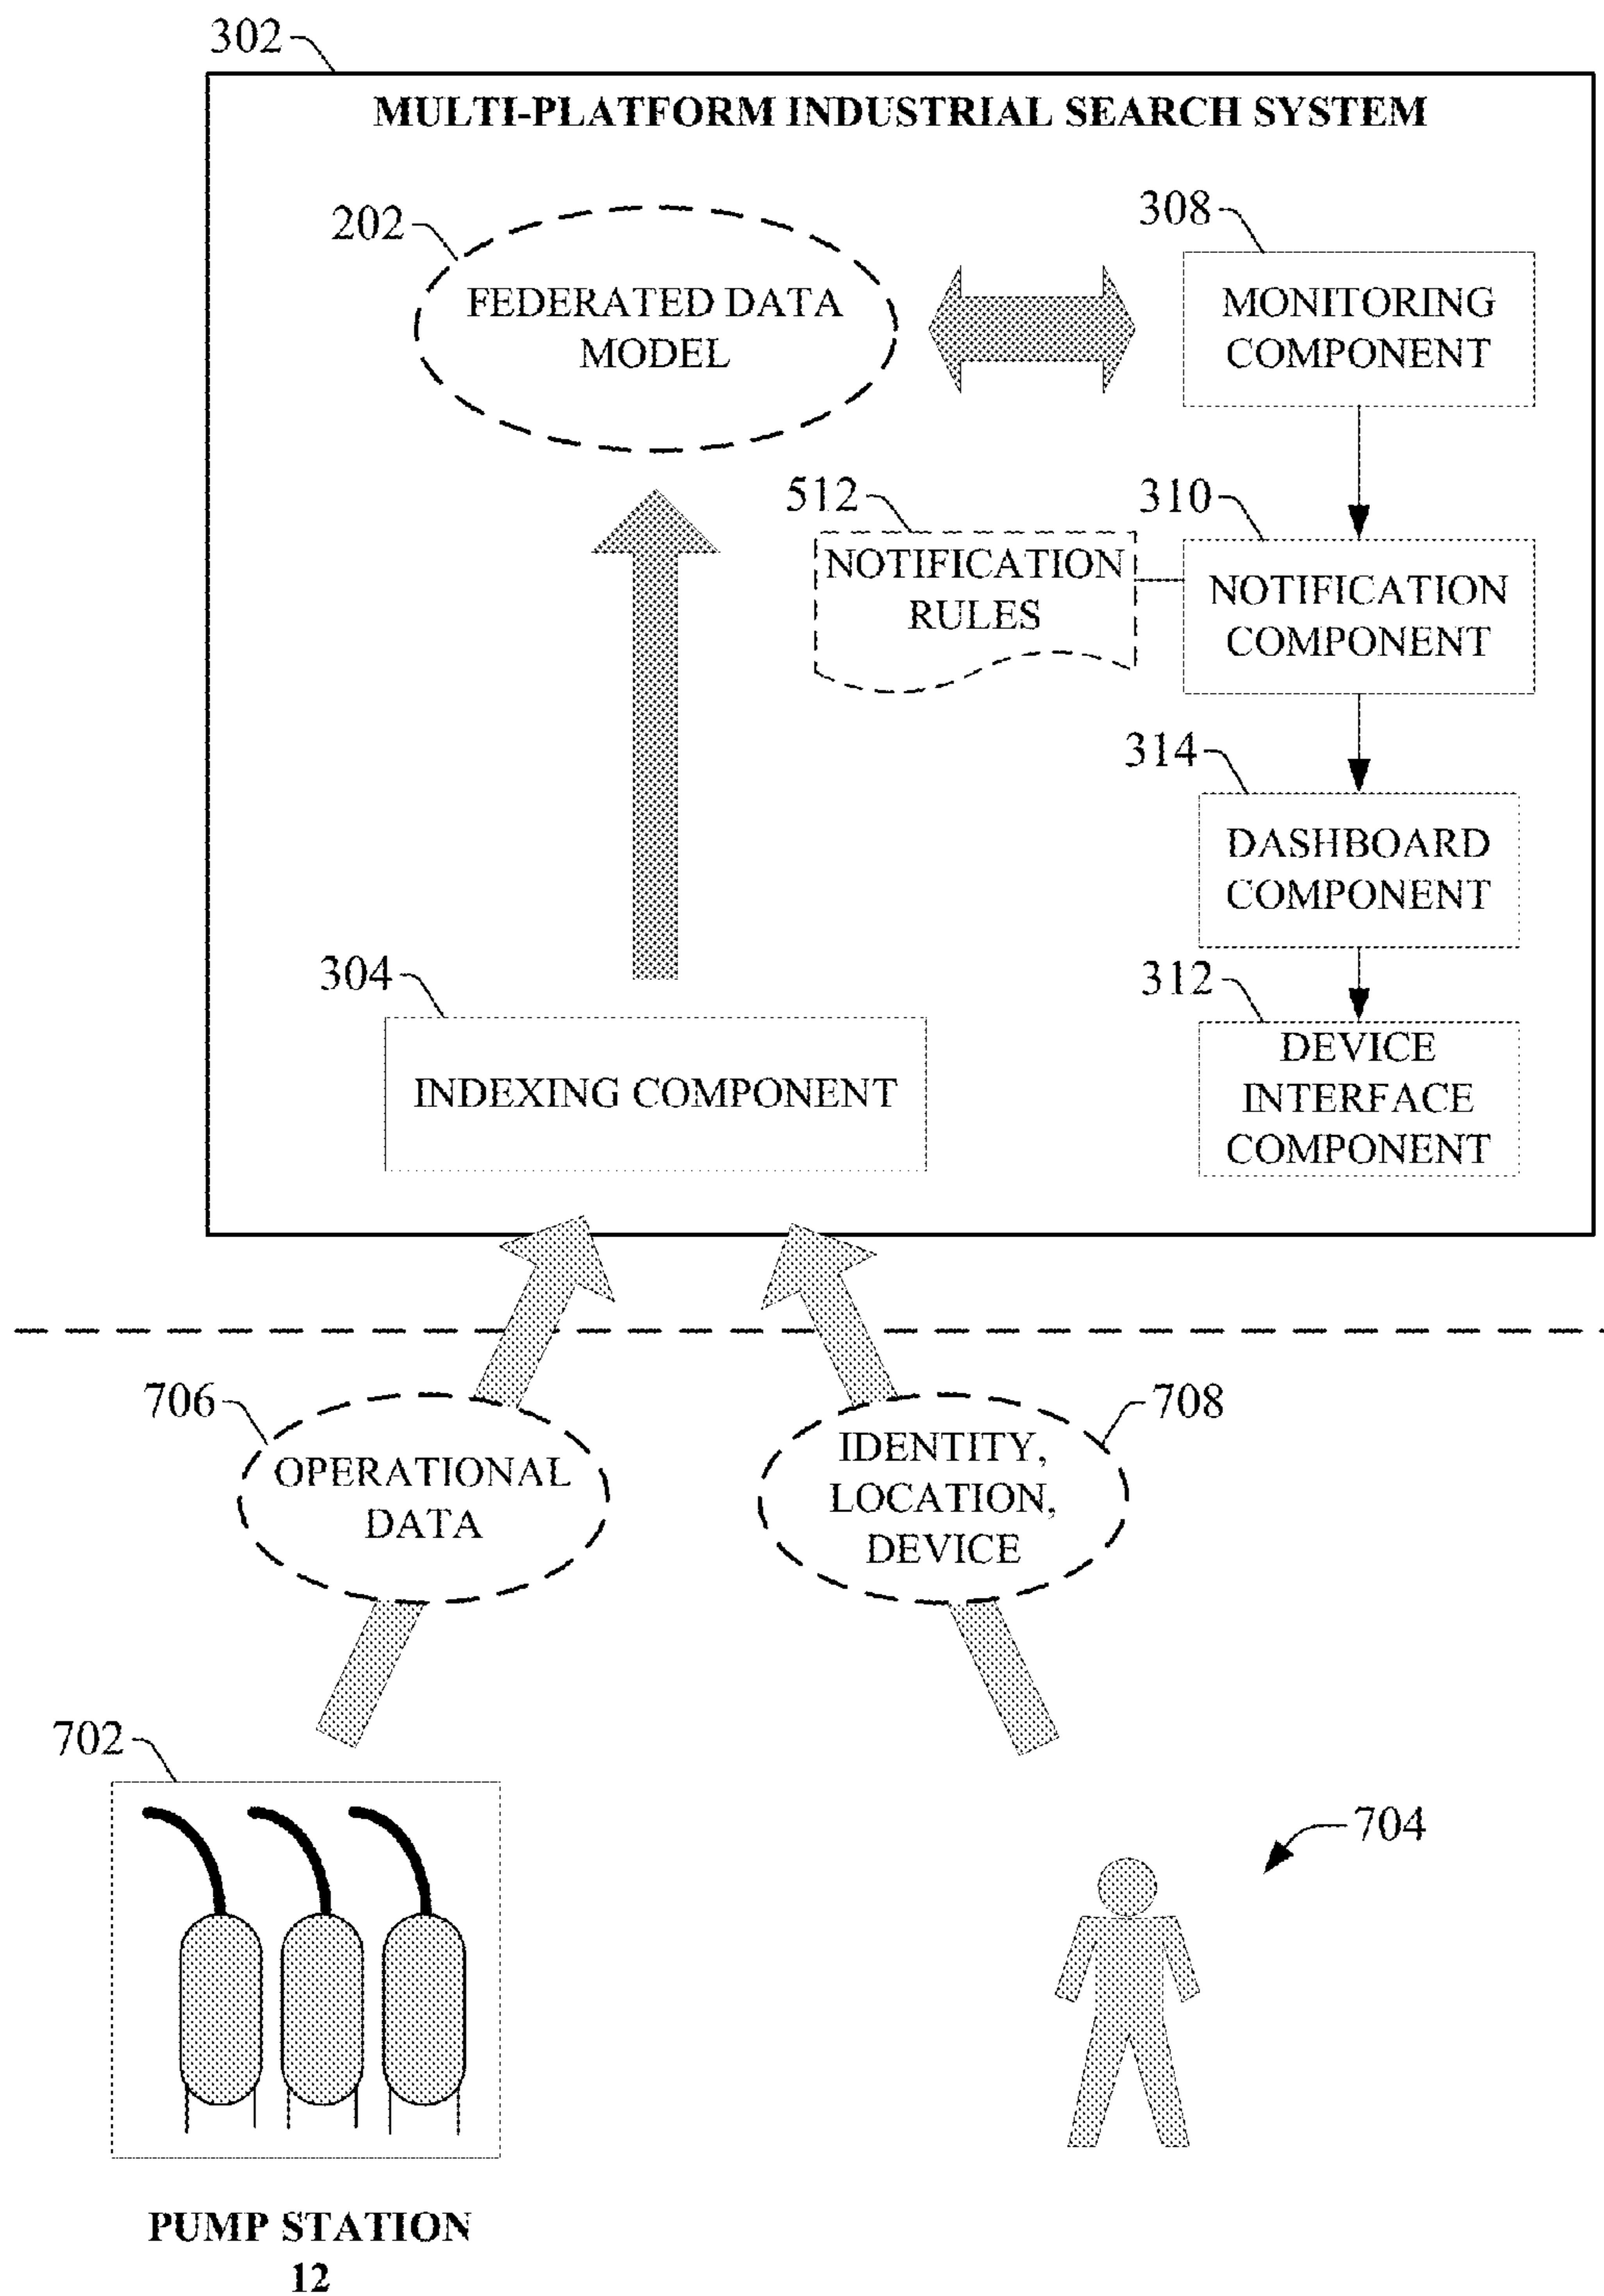 302
MULTI-PLATFORM INDUSTRIAL SEARCH SYSTEM
202
FEDERATED DATA
MODEL
308
MONITORING
COMPONENT
512
NOTIFICATION
RULES
310
NOTIFICATION
COMPONENT
314
DASHBOARD
COMPONENT
304
INDEXING COMPONENT
312
DEVICE
INTERFACE
COMPONENT
706
OPERATIONAL
DATA
708
IDENTITY,
LOCATION,
DEVICE
702
704
PUMP STATION
12